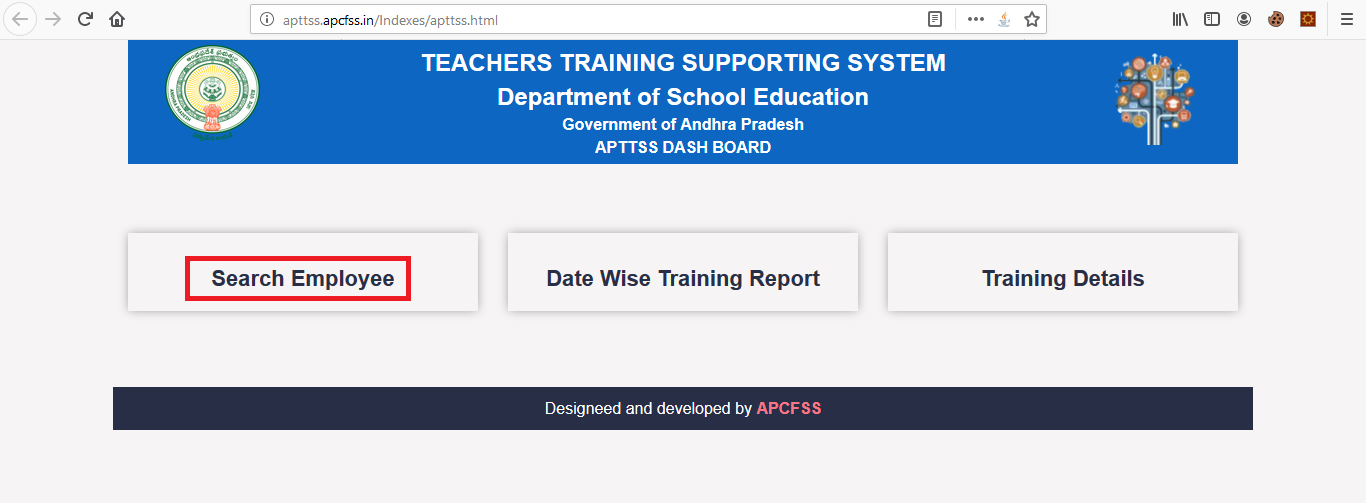 apttss.apcfss.in/Indexes/apttss.html
TEACHERS TRAINING SUPPORTING SYSTEM
Department of School Education
Government of Andhra Pradesh
APTTSS DASH BOARD
Search Employee
Date Wise Training Report
Training Details
Designeed and developed by APCFSS